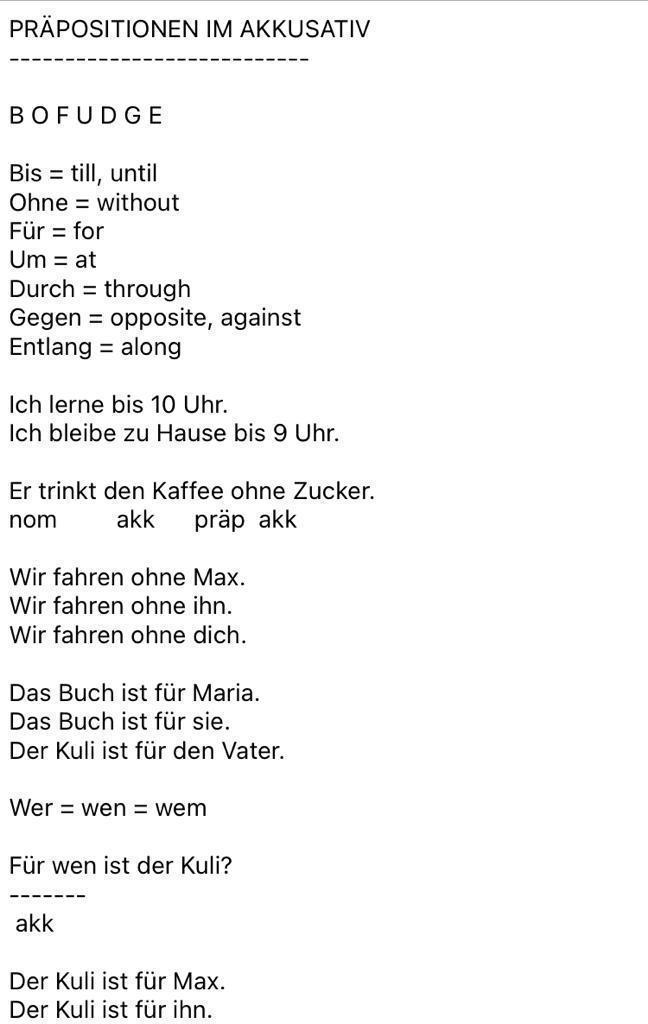 PRÄPOSITIONEN IM AKKUSATIV
---------------------------
B O F U D G E
Bis = till, until
Ohne = without
Für = for
Um = at
Durch = through
Gegen = opposite, against
Entlang = along
Ich lerne bis 10 Uhr.
Ich bleibe zu Hause bis 9 Uhr.
Er trinkt den Kaffee ohne Zucker.
nom akk präp akk
Wir fahren ohne Max.
Wir fahren ohne ihn.
Wir fahren ohne dich.
Das Buch ist für Maria.
Das Buch ist für sie.
Der Kuli ist für den Vater.
Wer = wen = wem
Für wen ist der Kuli?
-------
akk
Der Kuli ist für Max.
Der Kuli ist für ihn.